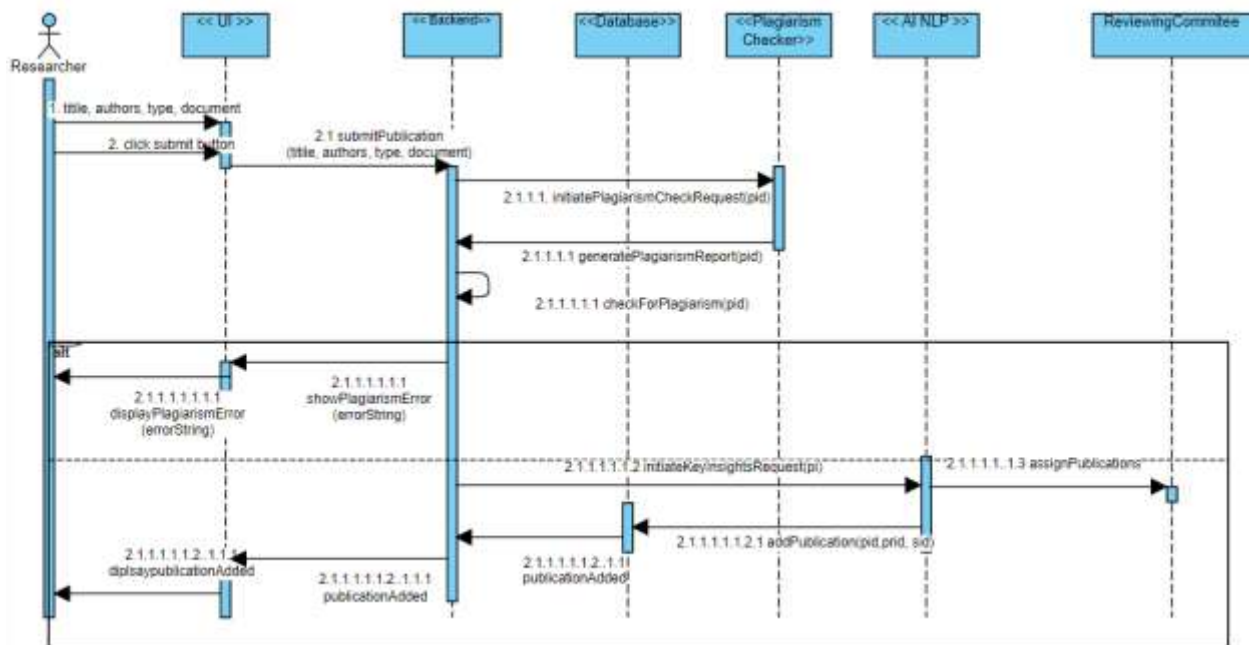 << UI >>
<< Backend>>
<<Database>>
<<Plagiarism
Checker>>
<< AI NLP >>
ReviewingCommitee
Researcher
1. titile, authors, type, document
2. click submit button
2.1 submitPublication
(titile, authors, type, document)
2.1.1.1. initiatePlagiarismCheckRequest(pid)
2.1.1.1.1 generatePlagiarismReport(pid)
2.1.1.1.1.1 checkForPlagiarism(pid)
alt
2.1.1.1.1.1.1.1
displayPlagiarismError
(errorString)
2.1.1.1.1.1.1
showPlagiarismError
(errorString)
2.1.1.1.1.1.2 initiateKeyInsightsRequest(pi)
2.1.1.1.1..1.3 assignPublications
2.1.1.1.1.1.2.1 addPublication(pid,prid, sid)
2.1.1.1.1.1.2..1.1
publicationAdded
2.1.1.1.1.1.2..1.1.1
publicationAdded
2.1.1.1.1.1.2..1.1.1
diplsaypublicationAdded